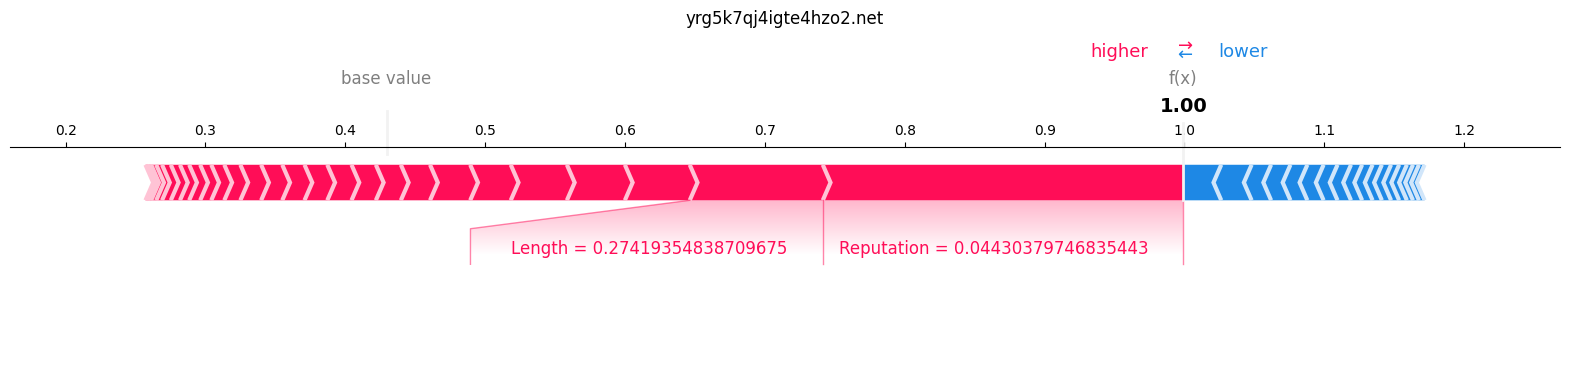 yrg5k7qj4igte4hzo2.net
higher ⇄ lower
base value f(x)
1.00
0.2 0.3 0.4 0.5 0.6 0.7 0.8 0.9 1.0 1.1 1.2
Length = 0.27419354838709675 Reputation = 0.04430379746835443